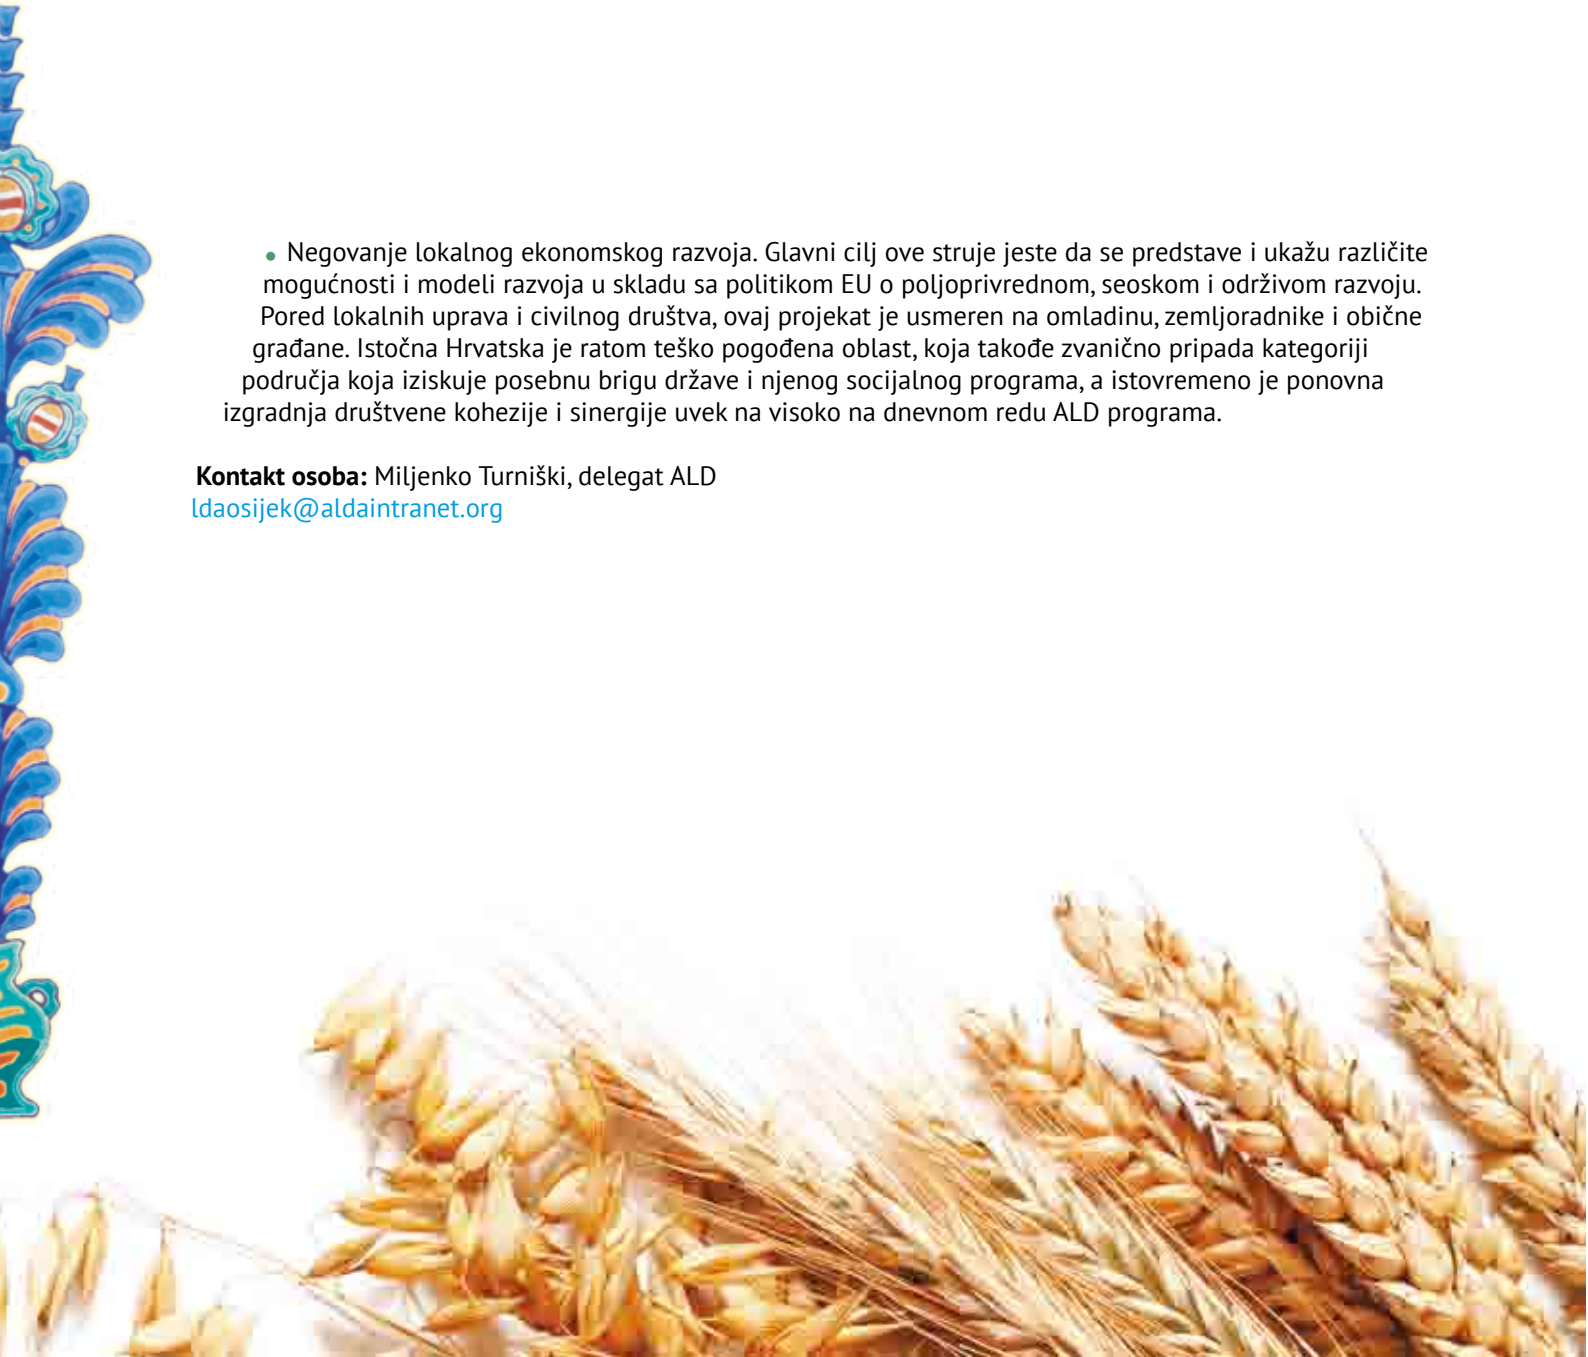 • Negovanje lokalnog ekonomskog razvoja. Glavni cilj ove struje jeste da se predstave i ukažu različite
mogućnosti i modeli razvoja u skladu sa politikom EU o poljoprivrednom, seoskom i održivom razvoju.
Pored lokalnih uprava i civilnog društva, ovaj projekat je usmeren na omladinu, zemljoradnike i obične
građane. Istočna Hrvatska je ratom teško pogođena oblast, koja takođe zvanično pripada kategoriji
područja koja iziskuje posebnu brigu države i njenog socijalnog programa, a istovremeno je ponovna
izgradnja društvene kohezije i sinergije uvek na visoko na dnevnom redu ALD programa.
Kontakt osoba: Miljenko Turniški, delegat ALD
ldaosijek@aldaintranet.org